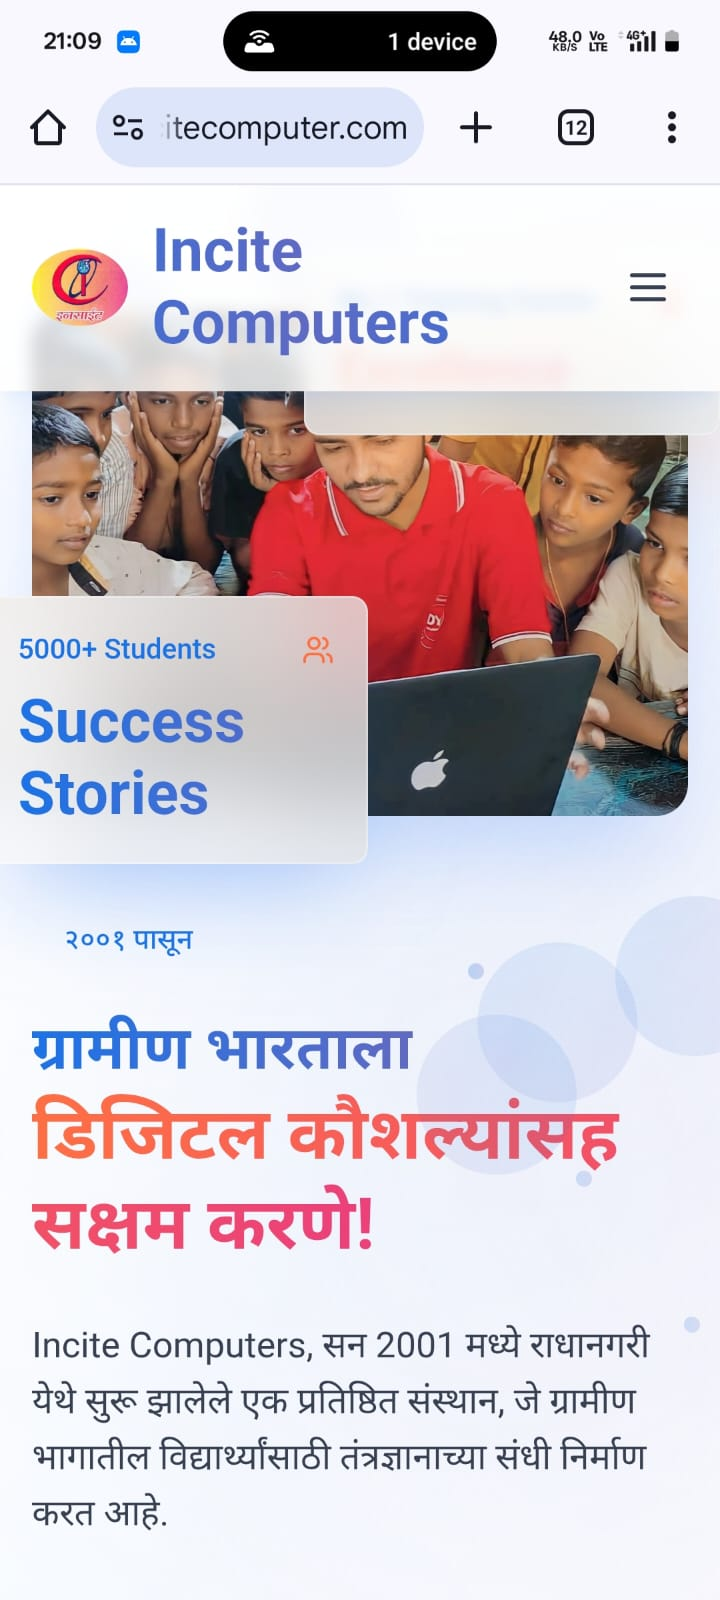 21:09
1 device
48.0 KB/S
Vo LTE
4G+
itecomputer.com
12
इनसाईट
Incite
Computers
5000+ Students
Success
Stories
२००१ पासून
ग्रामीण भारताला
डिजिटल कौशल्यांसह
सक्षम करणे!
Incite Computers, सन 2001 मध्ये राधानगरी
येथे सुरू झालेले एक प्रतिष्ठित संस्थान, जे ग्रामीण
भागातील विद्यार्थ्यांसाठी तंत्रज्ञानाच्या संधी निर्माण
करत आहे.